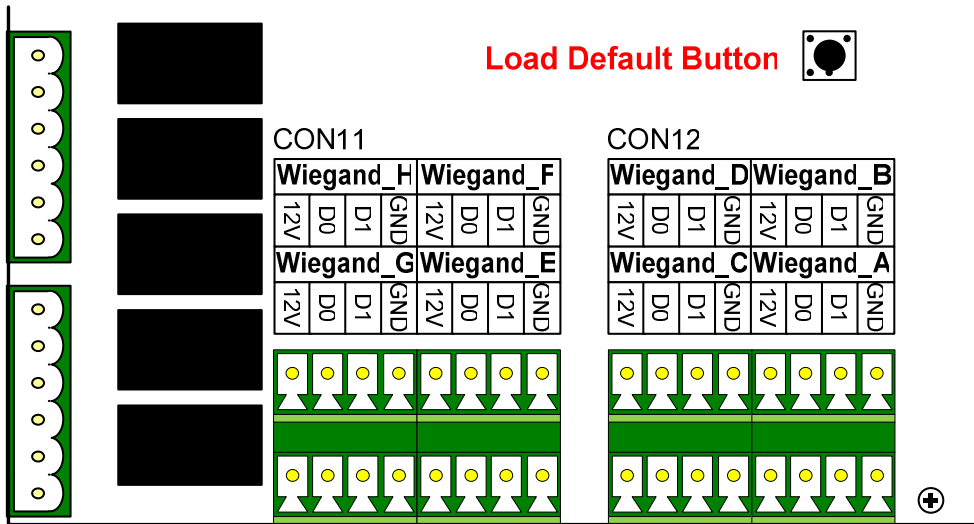 Load Default Button
CON11
Wiegand_H Wiegand_F
12V D0 D1 GND 12V D0 D1 GND
Wiegand_G Wiegand_E
12V D0 D1 GND 12V D0 D1 GND
CON12
Wiegand_D Wiegand_B
12V D0 D1 GND 12V D0 D1 GND
Wiegand_C Wiegand_A
12V D0 D1 GND 12V D0 D1 GND